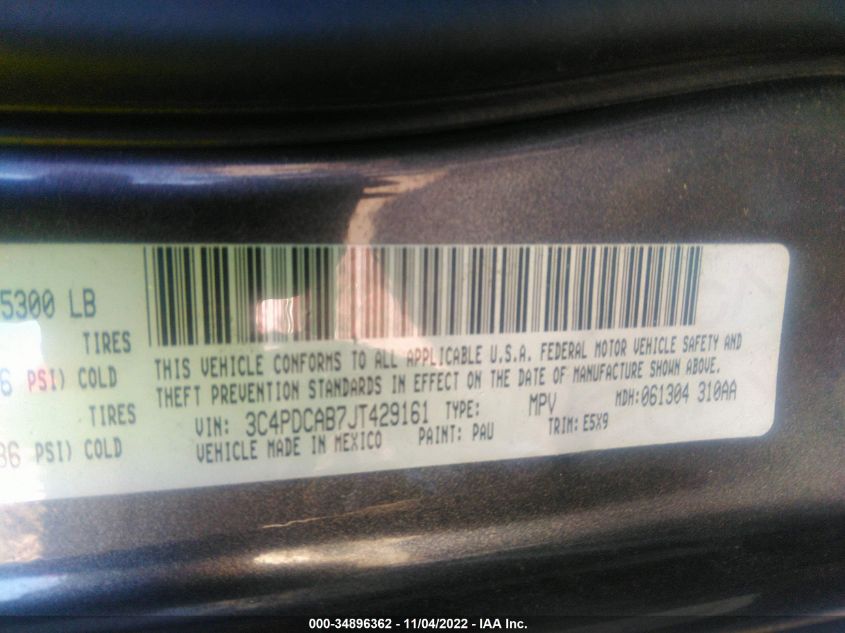 5300 LB
TIRES
6 PSI) COLD
TIRES
36 PSI) COLD
THIS VEHICLE CONFORMS TO ALL APPLICABLE U.S.A. FEDERAL MOTOR VEHICLE SAFETY AND
THEFT PREVENTION STANDARDS IN EFFECT ON THE DATE OF MANUFACTURE SHOWN ABOVE.
VIN: 3C4PDCAB7JT429161 TYPE: MPV MDH: 061304 310AA
VEHICLE MADE IN MEXICO PAINT: PAU TRIM: E5X9
000-34896362 - 11/04/2022 - IAA Inc.